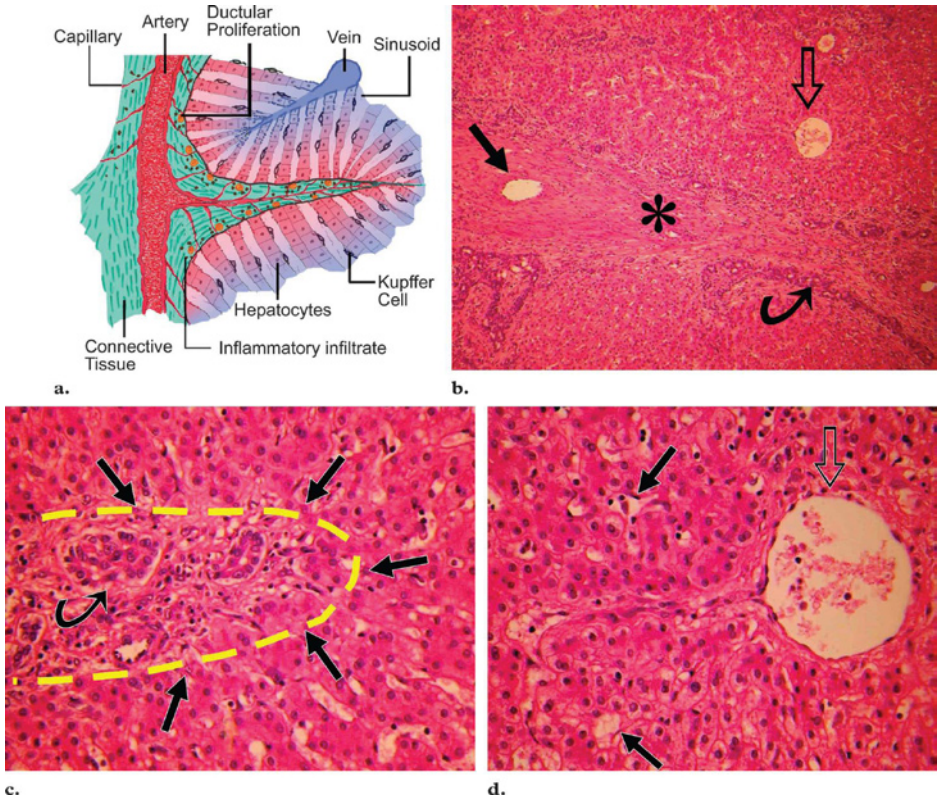 Ductular
Proliferation
Artery
Capillary
Vein
Sinusoid
Kupffer
Cell
Hepatocytes
Connective
Tissue
Inflammatory infiltrate
a.
b.
*
c.
d.